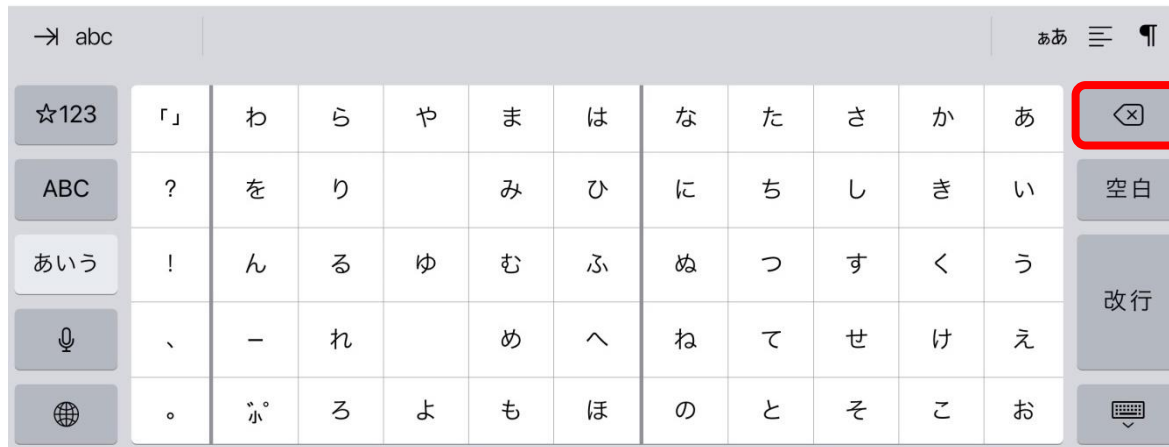 abc ぁあ ¶
☆123 「」 わ ら や ま は な た さ か あ
ABC ? を り み ひ に ち し き い 空白
あいう ! ん る ゆ む ふ ぬ つ す く う
改行
、 ー れ め へ ね て せ け え
。 ゛゜小 ろ よ も ほ の と そ こ お